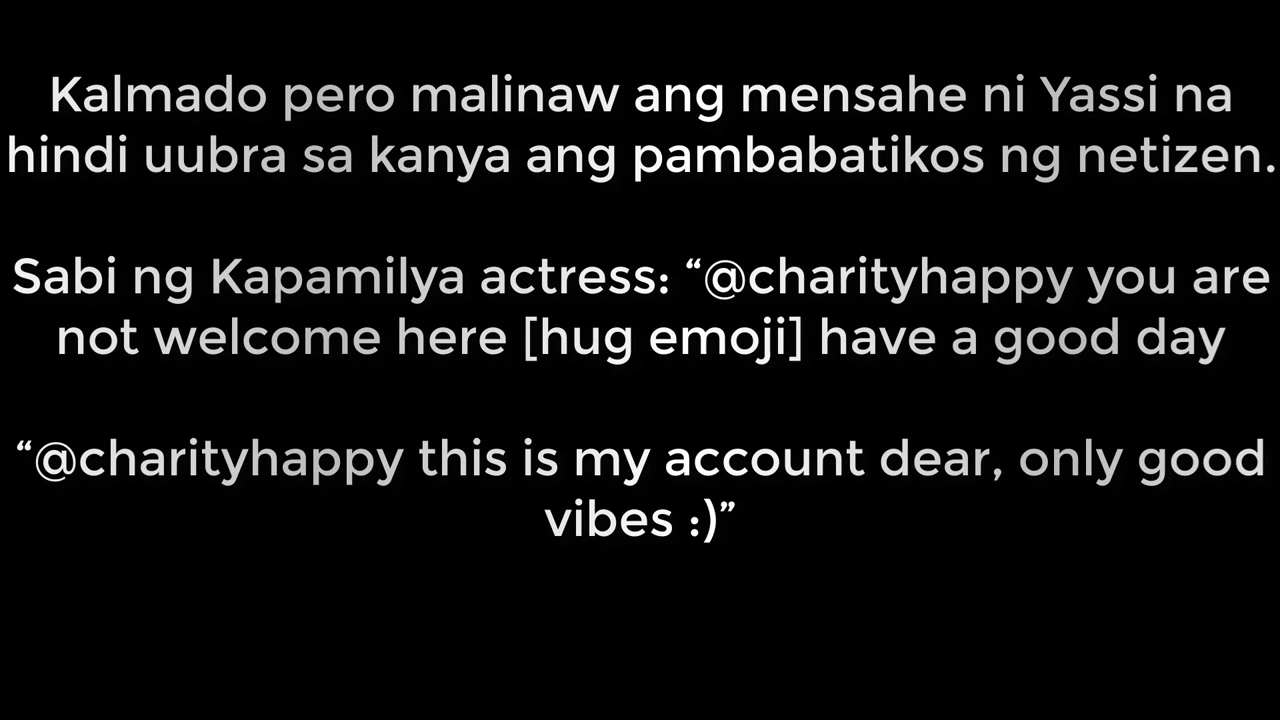 Kalmado pero malinaw ang mensahe ni Yassi na
hindi uubra sa kanya ang pambabatikos ng netizen.
Sabi ng Kapamilya actress: “@charityhappy you are
not welcome here [hug emoji] have a good day
“@charityhappy this is my account dear, only good
vibes :)”